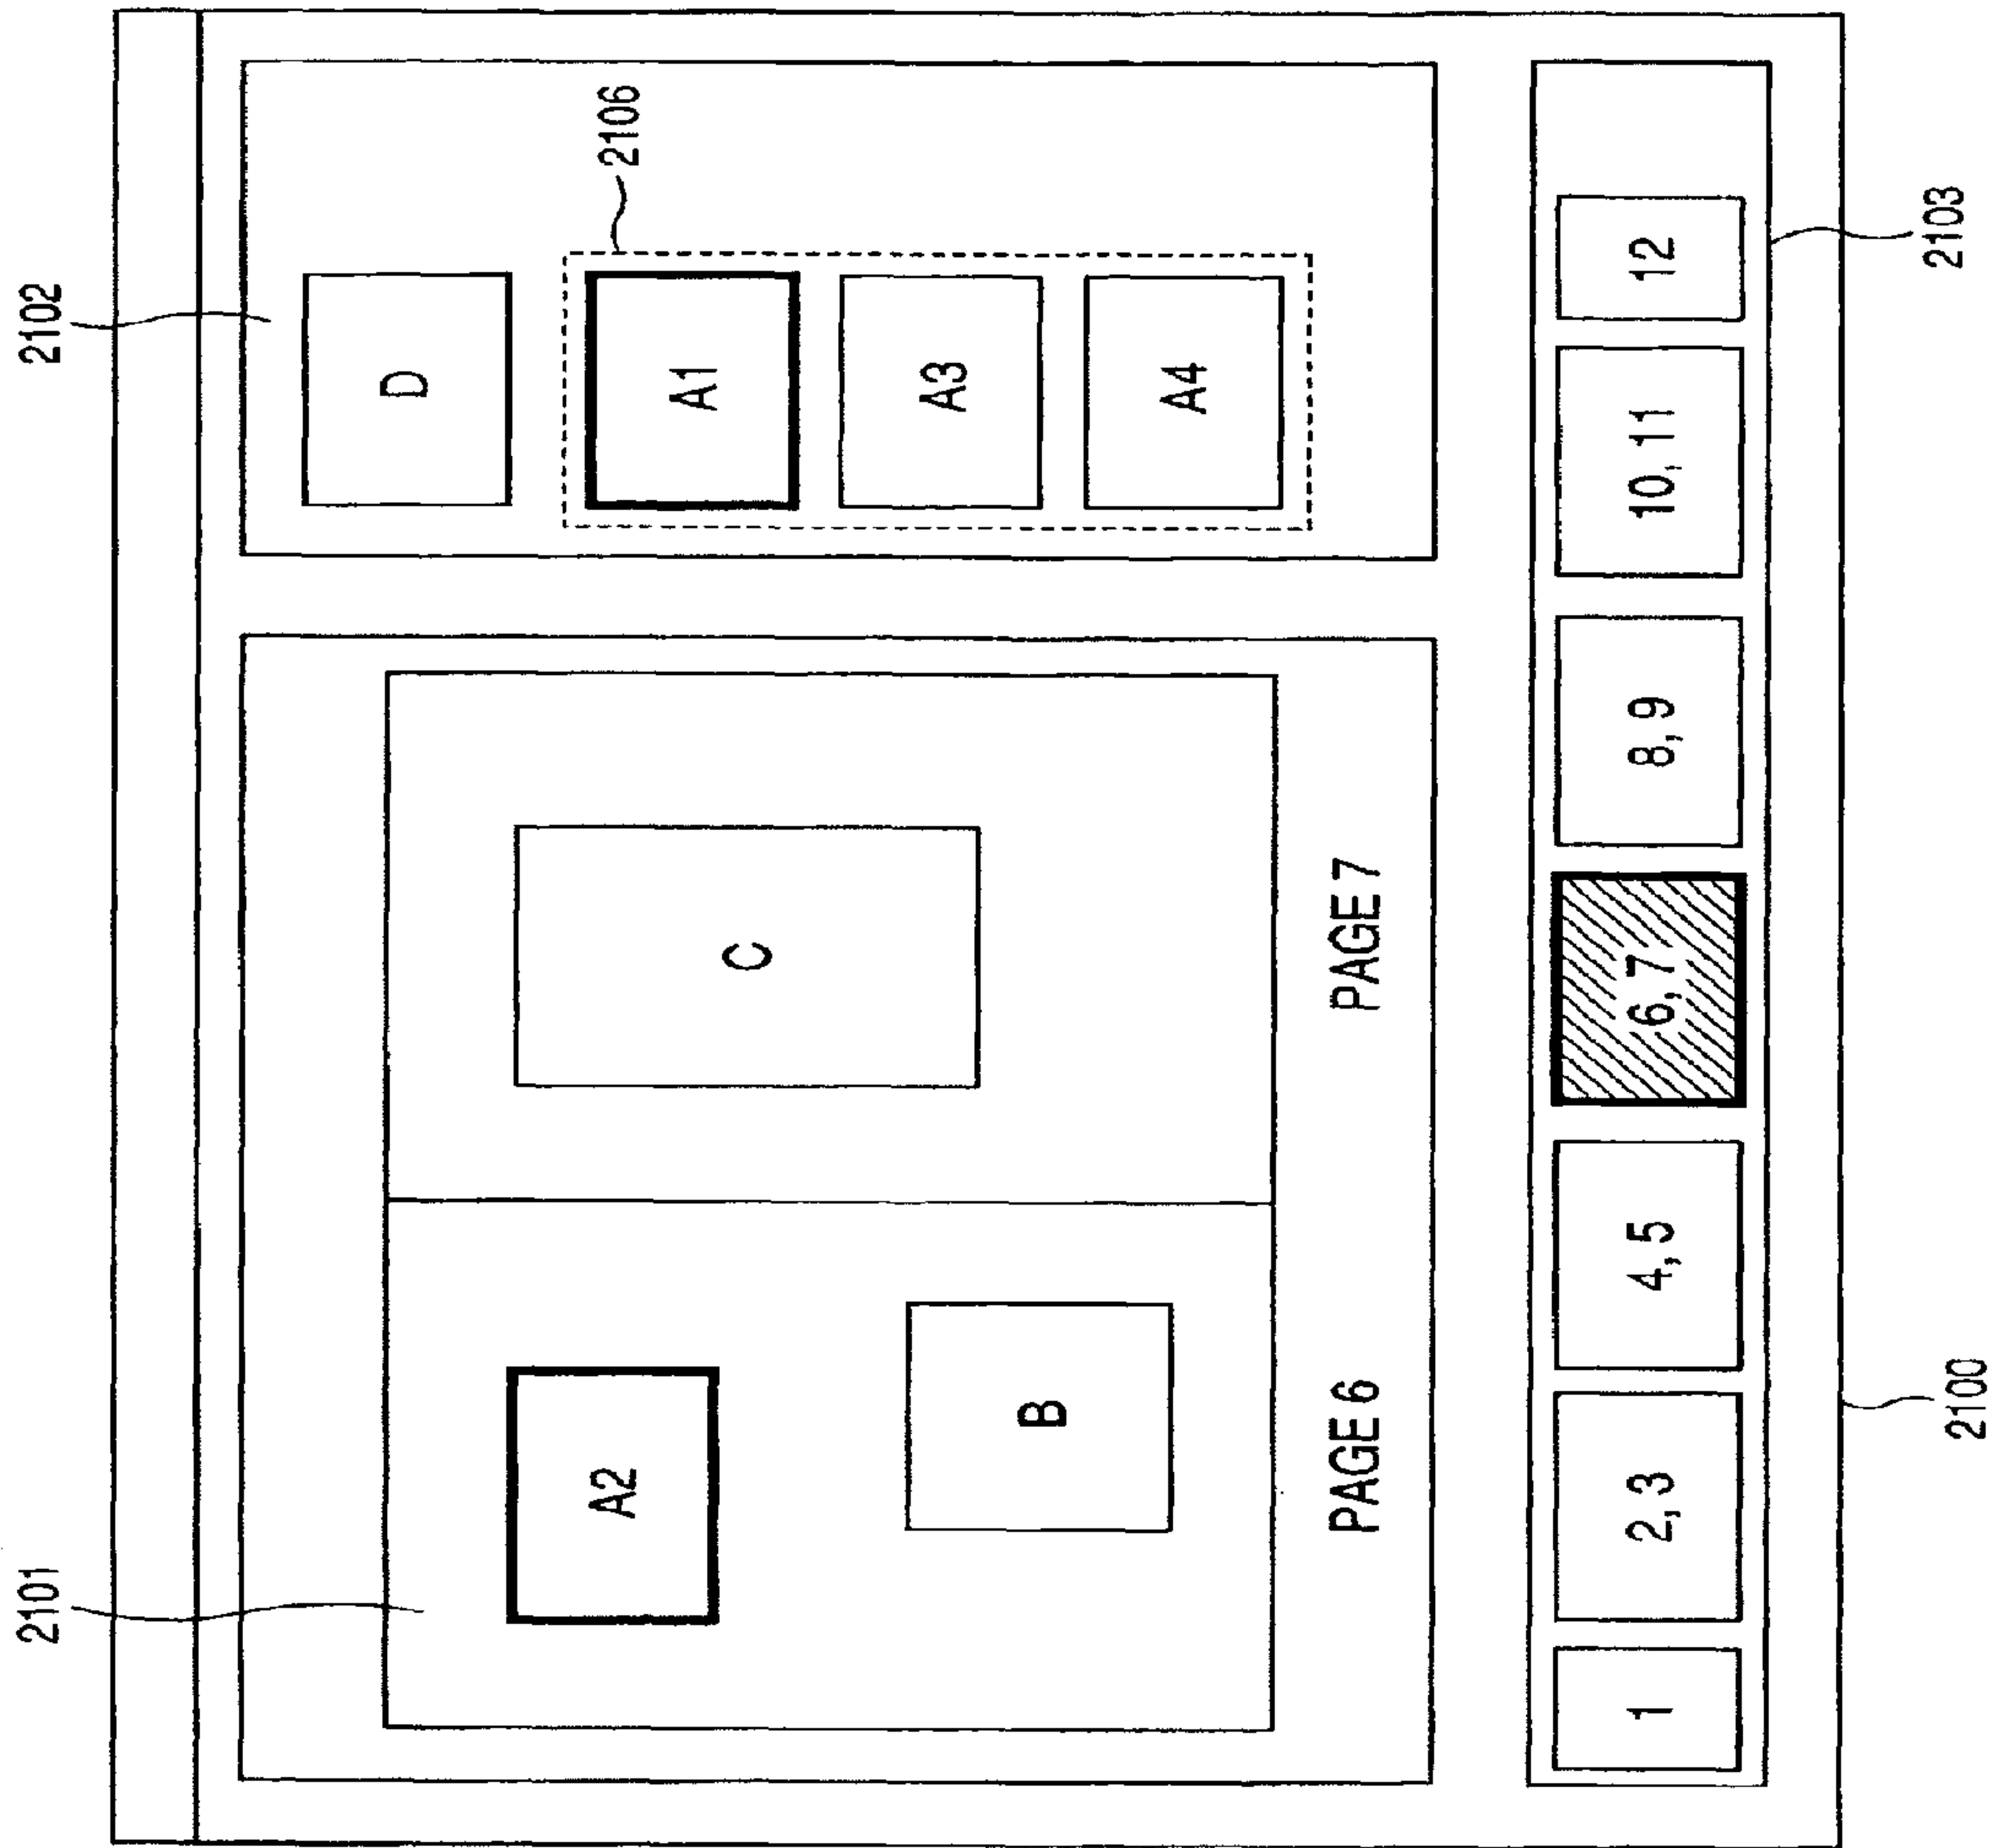 2101
2102
2106
D
A1
A3
A4
A2
B
C
PAGE 6
PAGE 7
1
2, 3
4, 5
6, 7
8, 9
10, 11
12
2100
2103